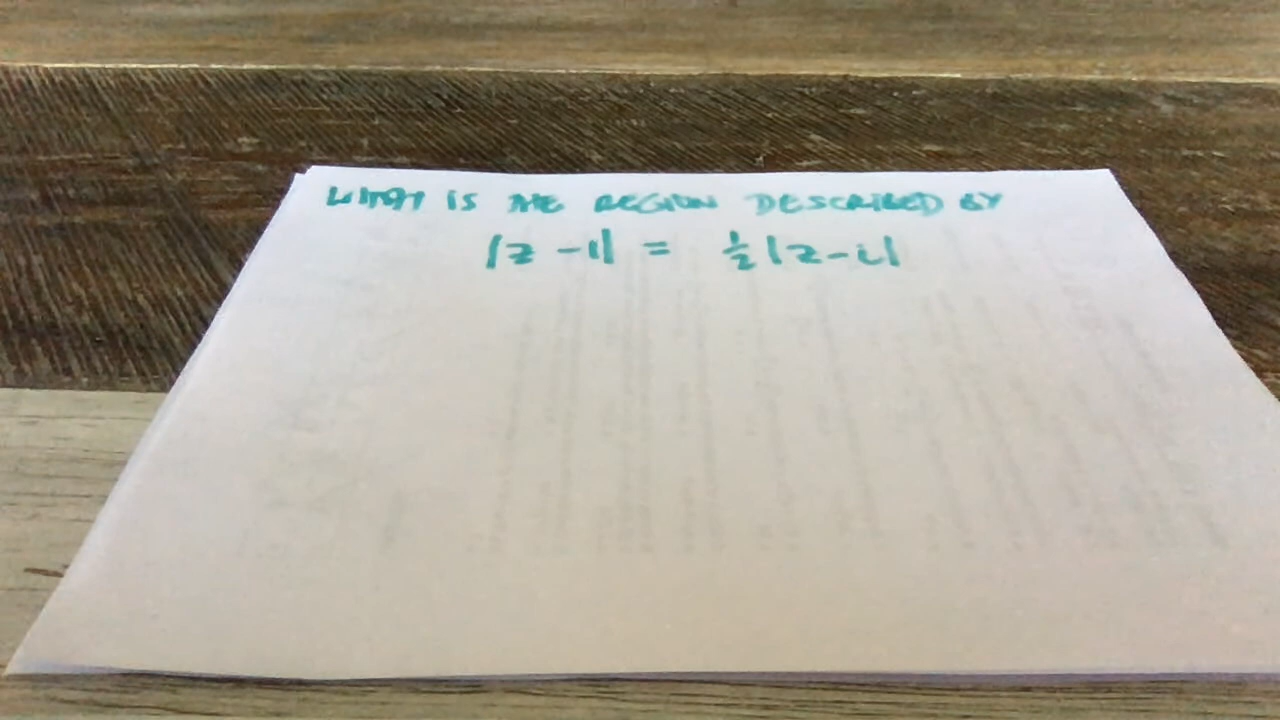 WHAT IS THE REGION DESCRIBED BY
|z - 1| = ½|z - i|